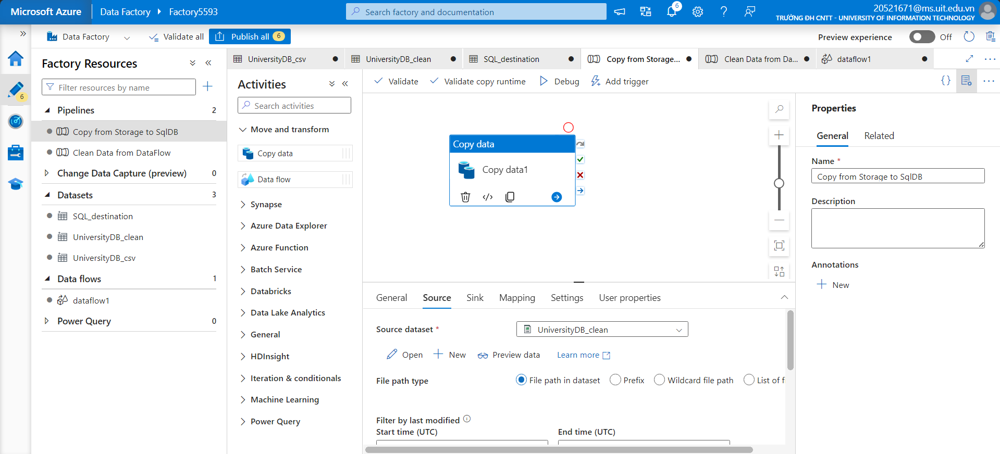 Microsoft Azure
Data Factory
Factory5593
Search factory and documentation
6
20521671@ms.uit.edu.vn
TRƯỜNG ĐH CNTT - UNIVERSITY OF INFORMATION TECHNOLOGY
Data Factory
Validate all
Publish all
6
Preview experience
Off
6
Factory Resources
Filter resources by name
Pipelines
2
Copy from Storage to SqlDB
Clean Data from DataFlow
Change Data Capture (preview)
0
Datasets
3
SQL_destination
UniversityDB_clean
UniversityDB_csv
Data flows
1
dataflow1
Power Query
0
UniversityDB_csv
UniversityDB_clean
SQL_destination
Copy from Storage...
Clean Data from Da...
dataflow1
Activities
Search activities
Move and transform
Copy data
Data flow
Synapse
Azure Data Explorer
Azure Function
Batch Service
Databricks
Data Lake Analytics
General
HDInsight
Iteration & conditionals
Machine Learning
Power Query
Validate
Validate copy runtime
Debug
Add trigger
Copy data
Copy data1
General
Source
Sink
Mapping
Settings
User properties
Source dataset *
UniversityDB_clean
Open
New
Preview data
Learn more
File path type
File path in dataset
Prefix
Wildcard file path
List of f
Filter by last modified
Start time (UTC)
End time (UTC)
Properties
General
Related
Name *
Copy from Storage to SqlDB
Description
Annotations
New